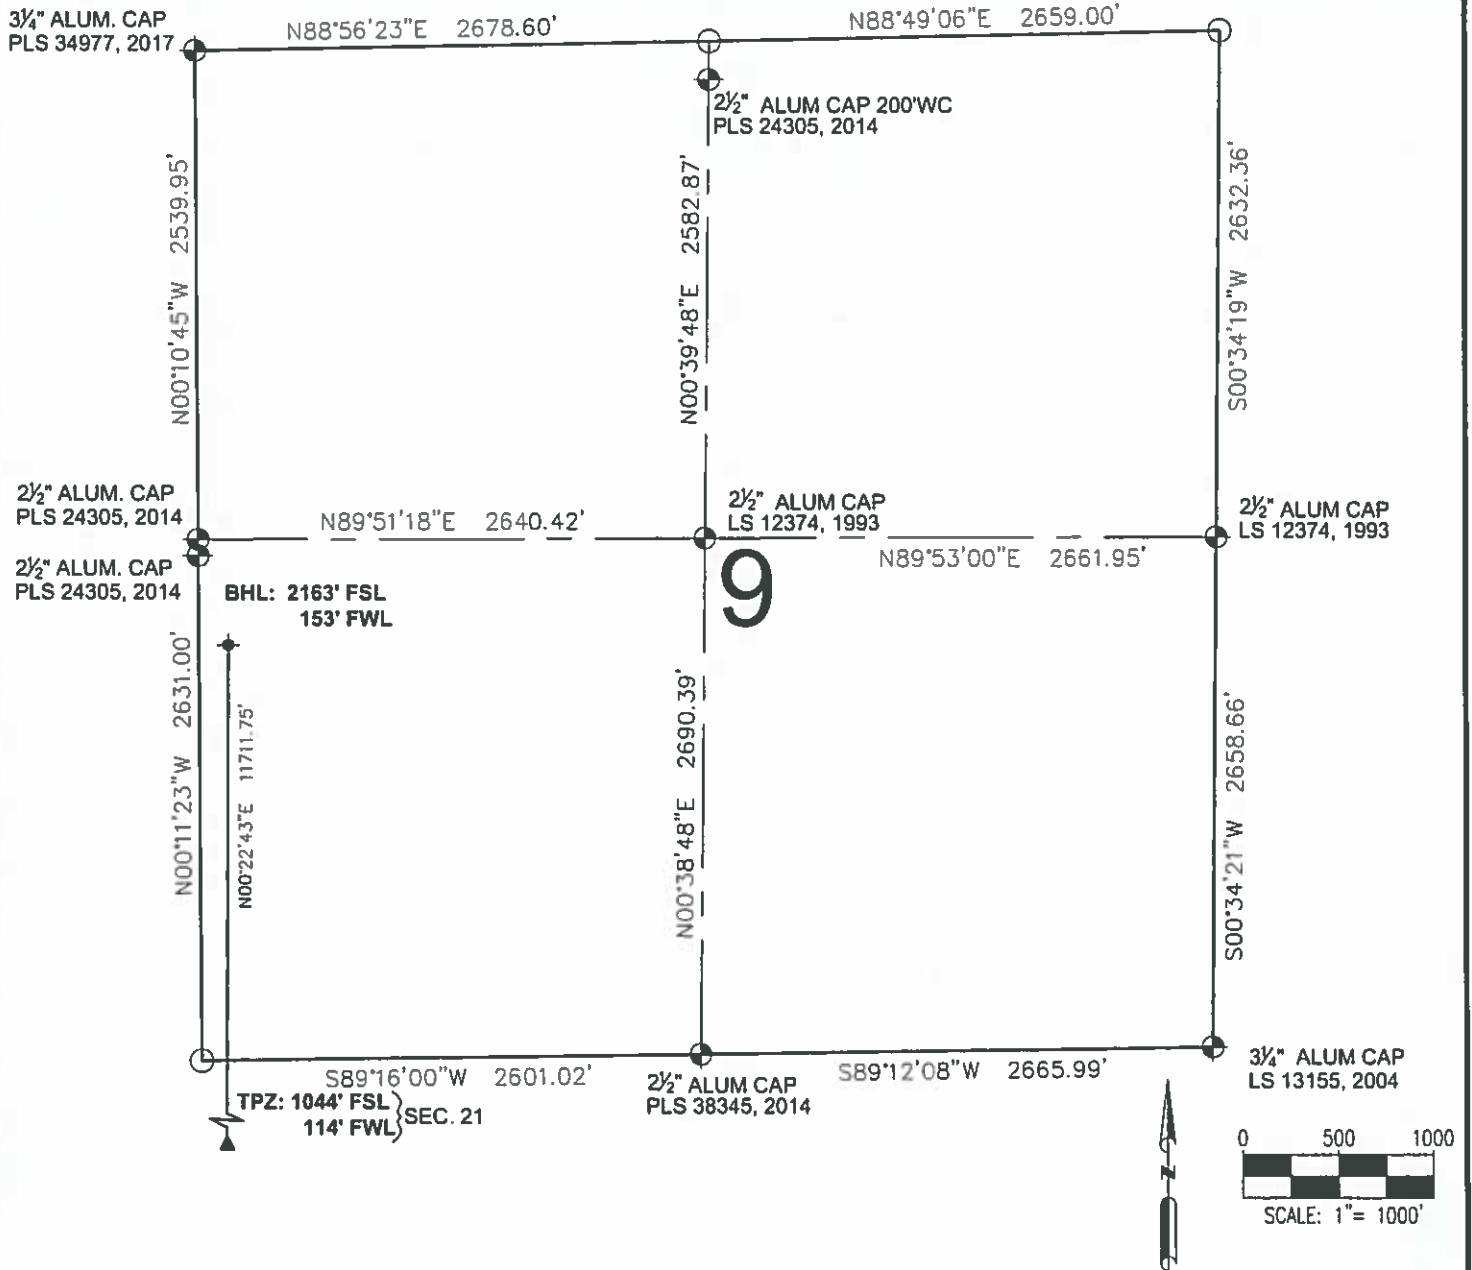 3¼" ALUM. CAP
PLS 34977, 2017
N88°56'23"E 2678.60'
N88°49'06"E 2659.00'
2½" ALUM CAP 200'WC
PLS 24305, 2014
N00°10'45"W 2539.95'
N00°39'48"E 2582.87'
S00°34'19"W 2632.36'
2½" ALUM. CAP
PLS 24305, 2014
N89°51'18"E 2640.42'
2½" ALUM CAP
LS 12374, 1993
2½" ALUM CAP
LS 12374, 1993
N89°53'00"E 2661.95'
2½" ALUM. CAP
PLS 24305, 2014
BHL: 2163' FSL
153' FWL
9
N00°11'23"W 2631.00'
N00°22'43"E 11711.75'
N00°38'48"E 2690.39'
S00°34'21"W 2658.66'
S89°16'00"W 2601.02'
2½" ALUM CAP
PLS 38345, 2014
S89°12'08"W 2665.99'
3¼" ALUM CAP
LS 13155, 2004
TPZ: 1044' FSL
114' FWL
SEC. 21
N
0 500 1000
SCALE: 1"= 1000'